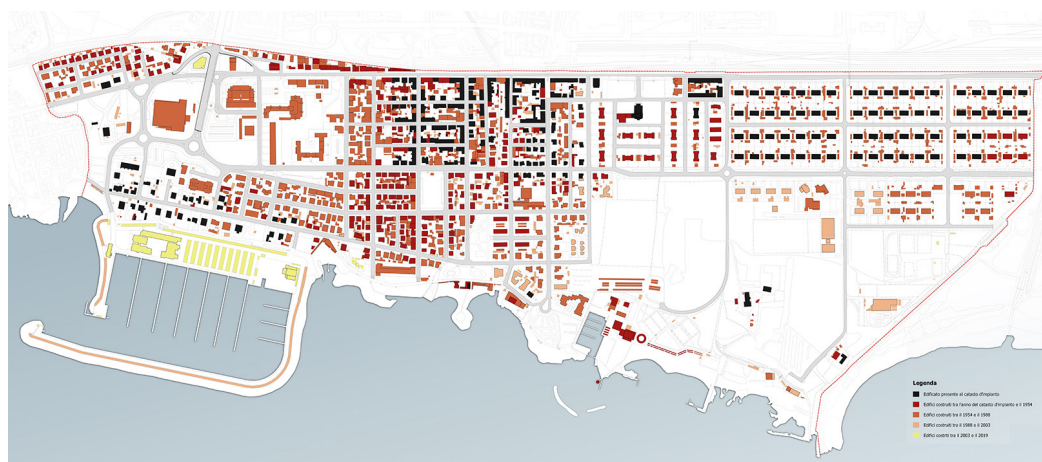 Legenda
Edificato presente al catasto d'impianto
Edifici costruiti tra l'anno del catasto d'impianto e il 1954
Edifici costruiti tra il 1954 e il 1988
Edifici costruiti tra il 1988 e il 2003
Edifici costrtti tra il 2003 e il 2019